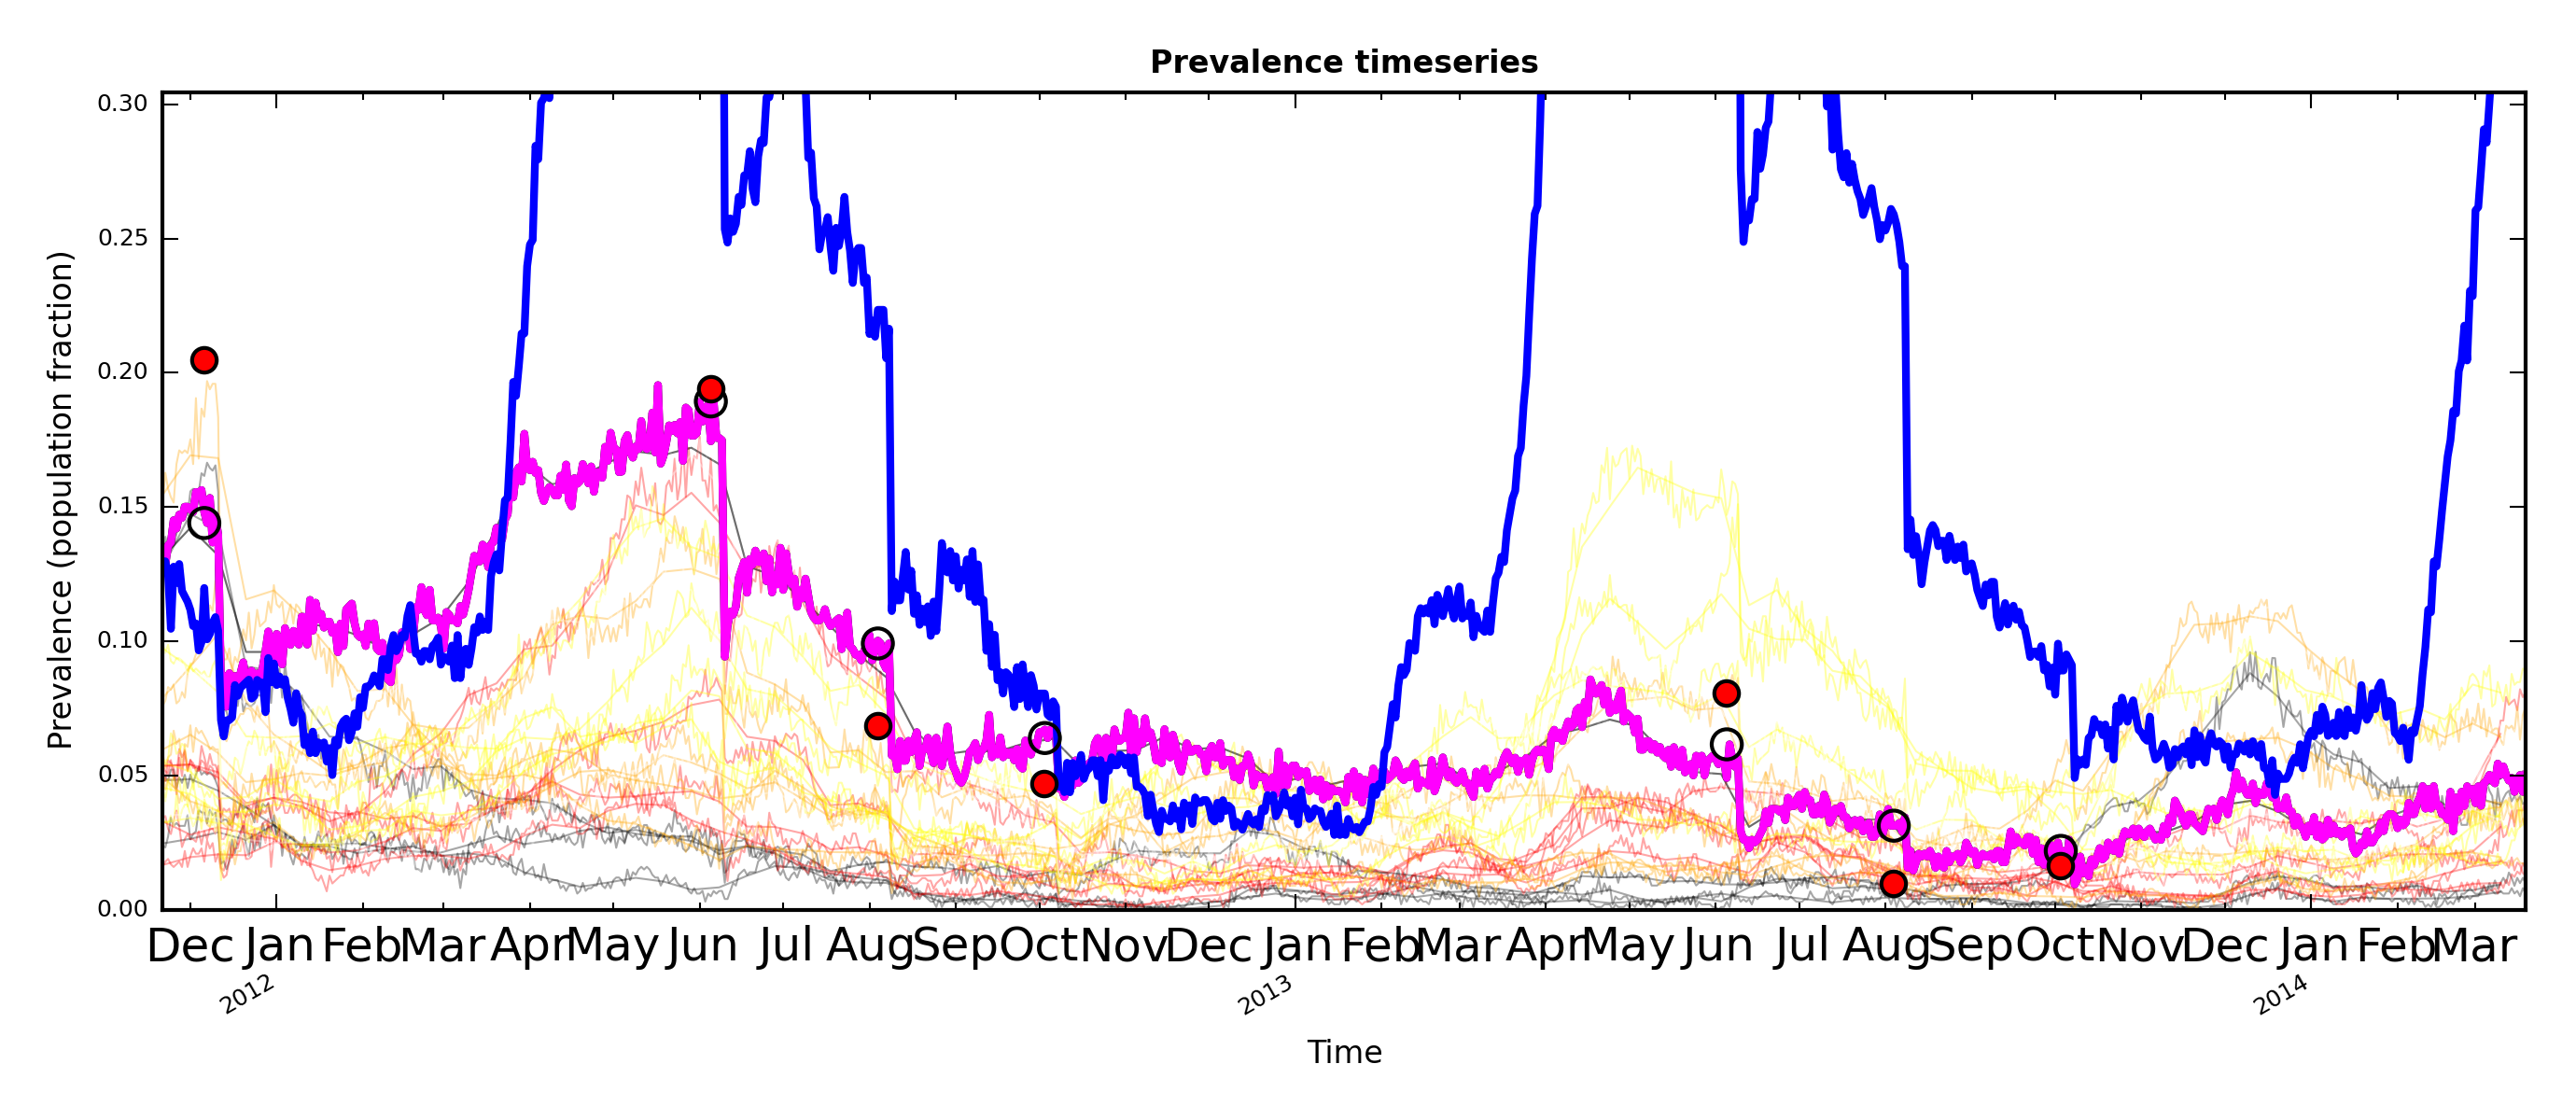 Prevalence timeseries
Prevalence (population fraction)
0.30
0.25
0.20
0.15
0.10
0.05
0.00
Dec Jan Feb Mar Apr May Jun Jul Aug Sep Oct Nov Dec Jan Feb Mar Apr May Jun Jul Aug Sep Oct Nov Dec Jan Feb Mar
2012 2013 2014
Time